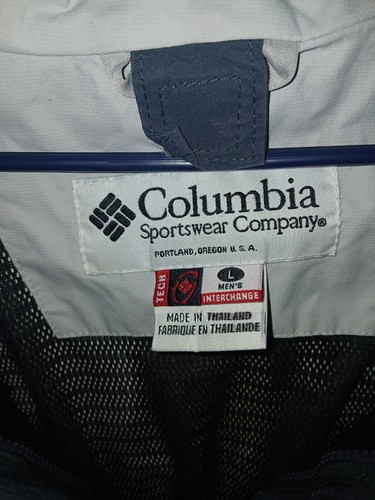 Columbia
Sportswear Company®
PORTLAND, OREGON U. S. A.
TECH
L
MEN'S
INTERCHANGE
MADE IN THAILAND
FABRIQUE EN THAILANDE